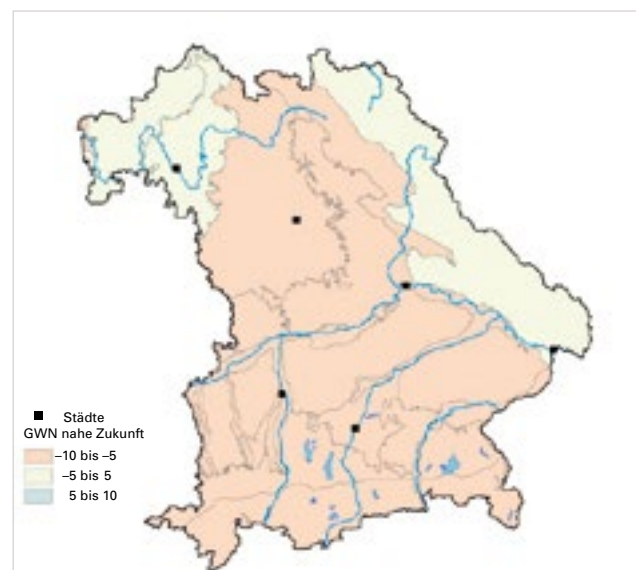 Städte
GWN nahe Zukunft
–10 bis –5
–5 bis 5
5 bis 10